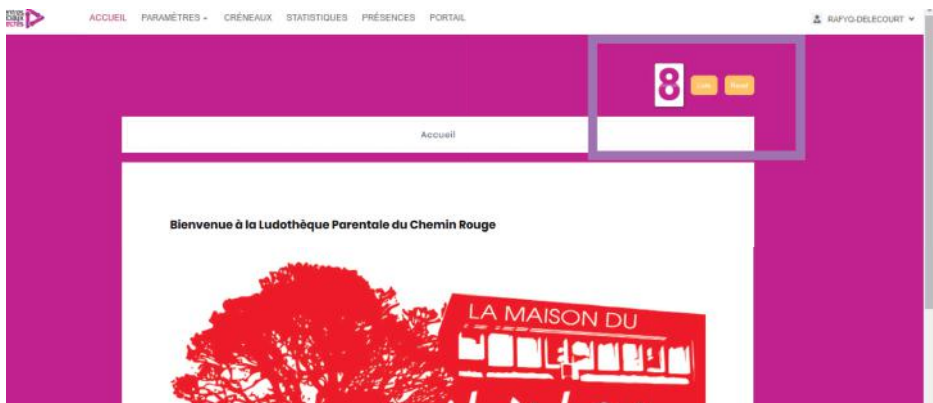 ACCUEIL PARAMÈTRES CRÉNEAUX STATISTIQUES PRÉSENCES PORTAIL RAFYQ-DELECOURT
8
Accueil
Bienvenue à la Ludothèque Parentale du Chemin Rouge
LA MAISON DU